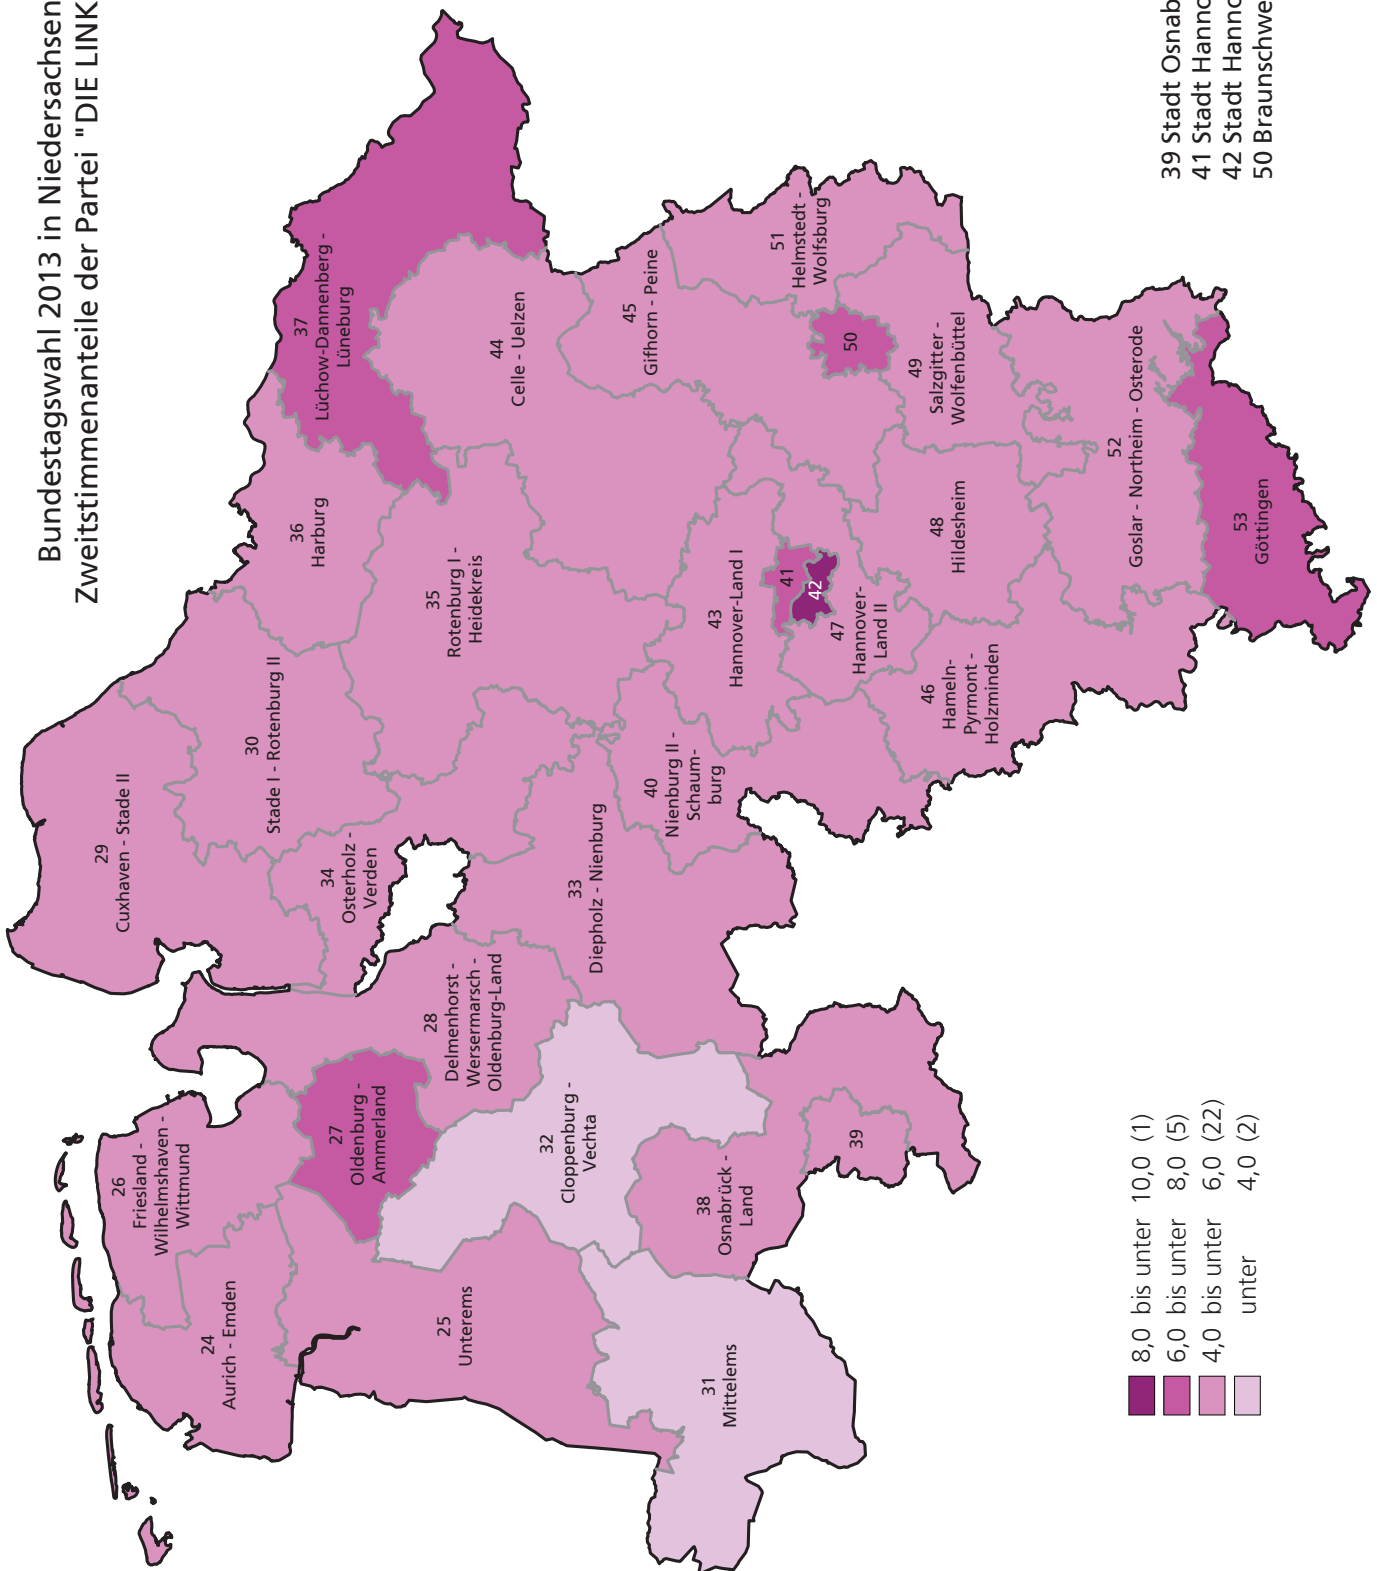 Bundestagswahl 2013 in Niedersachsen
Zweitstimmenanteile der Partei "DIE LINK
24
Aurich - Emden
26
Friesland -
Wilhelmshaven -
Wittmund
29
Cuxhaven - Stade II
30
Stade I - Rotenburg II
36
Harburg
37
Lüchow-Dannenberg -
Lüneburg
27
Oldenburg -
Ammerland
34
Osterholz -
Verden
25
Unterems
28
Delmenhorst -
Wersermarsch -
Oldenburg-Land
35
Rotenburg I -
Heidekreis
44
Celle - Uelzen
32
Cloppenburg -
Vechta
33
Diepholz - Nienburg
45
Gifhorn - Peine
31
Mittelems
38
Osnabrück -
Land
40
Nienburg II -
Schaum-
burg
43
Hannover-Land I
51
Helmstedt -
Wolfsburg
41
42
39
47
Hannover-
Land II
50
46
Hameln-
Pyrmont -
Holzminden
48
Hildesheim
49
Salzgitter -
Wolfenbüttel
52
Goslar - Northeim - Osterode
53
Göttingen
8,0 bis unter 10,0 (1)
6,0 bis unter 8,0 (5)
4,0 bis unter 6,0 (22)
unter 4,0 (2)
39 Stadt Osnab
41 Stadt Hanno
42 Stadt Hanno
50 Braunschwe